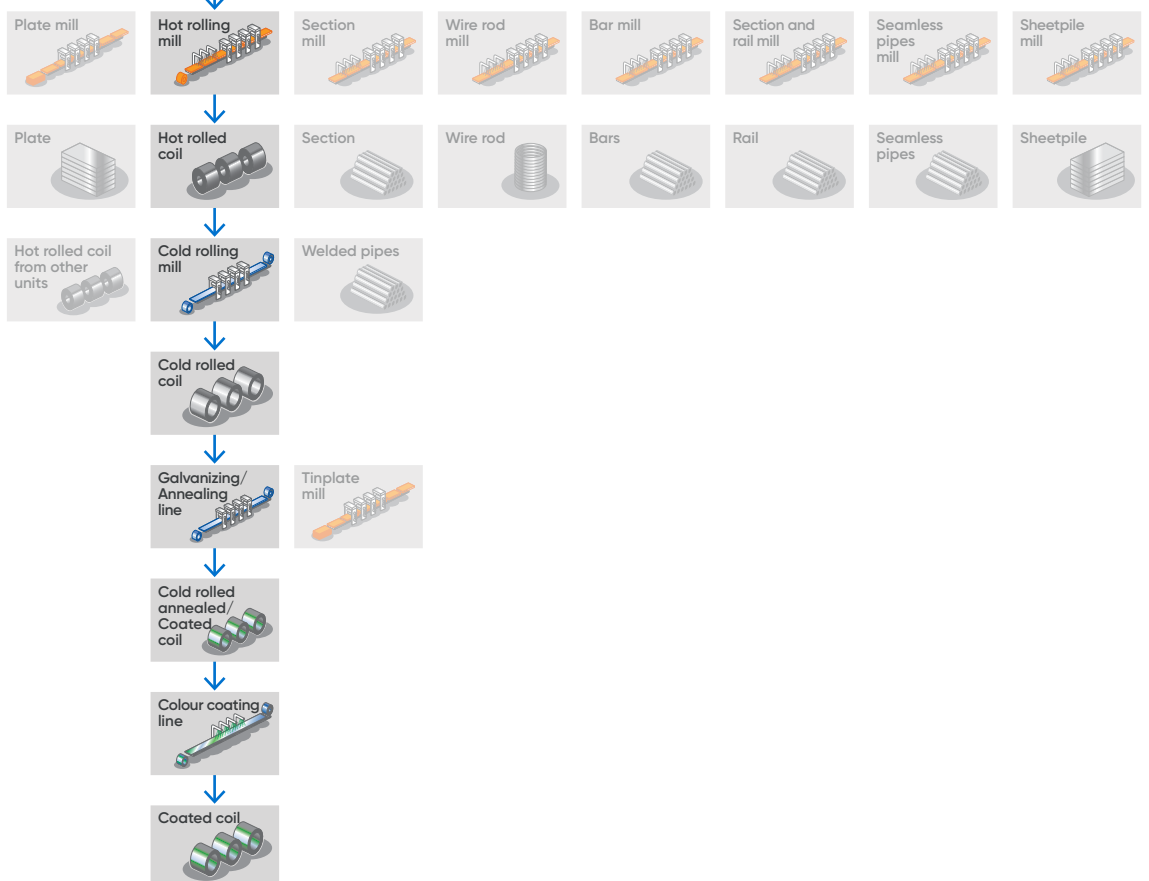 Plate mill
Hot rolling
mill
Section
mill
Wire rod
mill
Bar mill
Section and
rail mill
Seamless
pipes
mill
Sheetpile
mill
Plate
Hot rolled
coil
Section
Wire rod
Bars
Rail
Seamless
pipes
Sheetpile
Hot rolled coil
from other
units
Cold rolling
mill
Welded pipes
Cold rolled
coil
Galvanizing/
Annealing
line
Tinplate
mill
Cold rolled
annealed/
Coated
coil
Colour coating
line
Coated coil